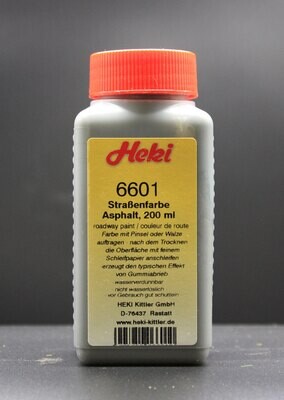 Heki
6601
Straßenfarbe
Asphalt, 200 ml
roadway paint / couleur de route
Farbe mit Pinsel oder Walze
auftragen - nach dem Trocknen
die Oberfläche mit feinem
Schleifpapier anschleifen
erzeugt den typischen Effekt
von Gummiabrieb
wasserverdünnbar
nicht wasserlöslich
vor Gebrauch gut schütteln
HEKI Kittler GmbH
D-76437 Rastatt
www.heki-kittler.de